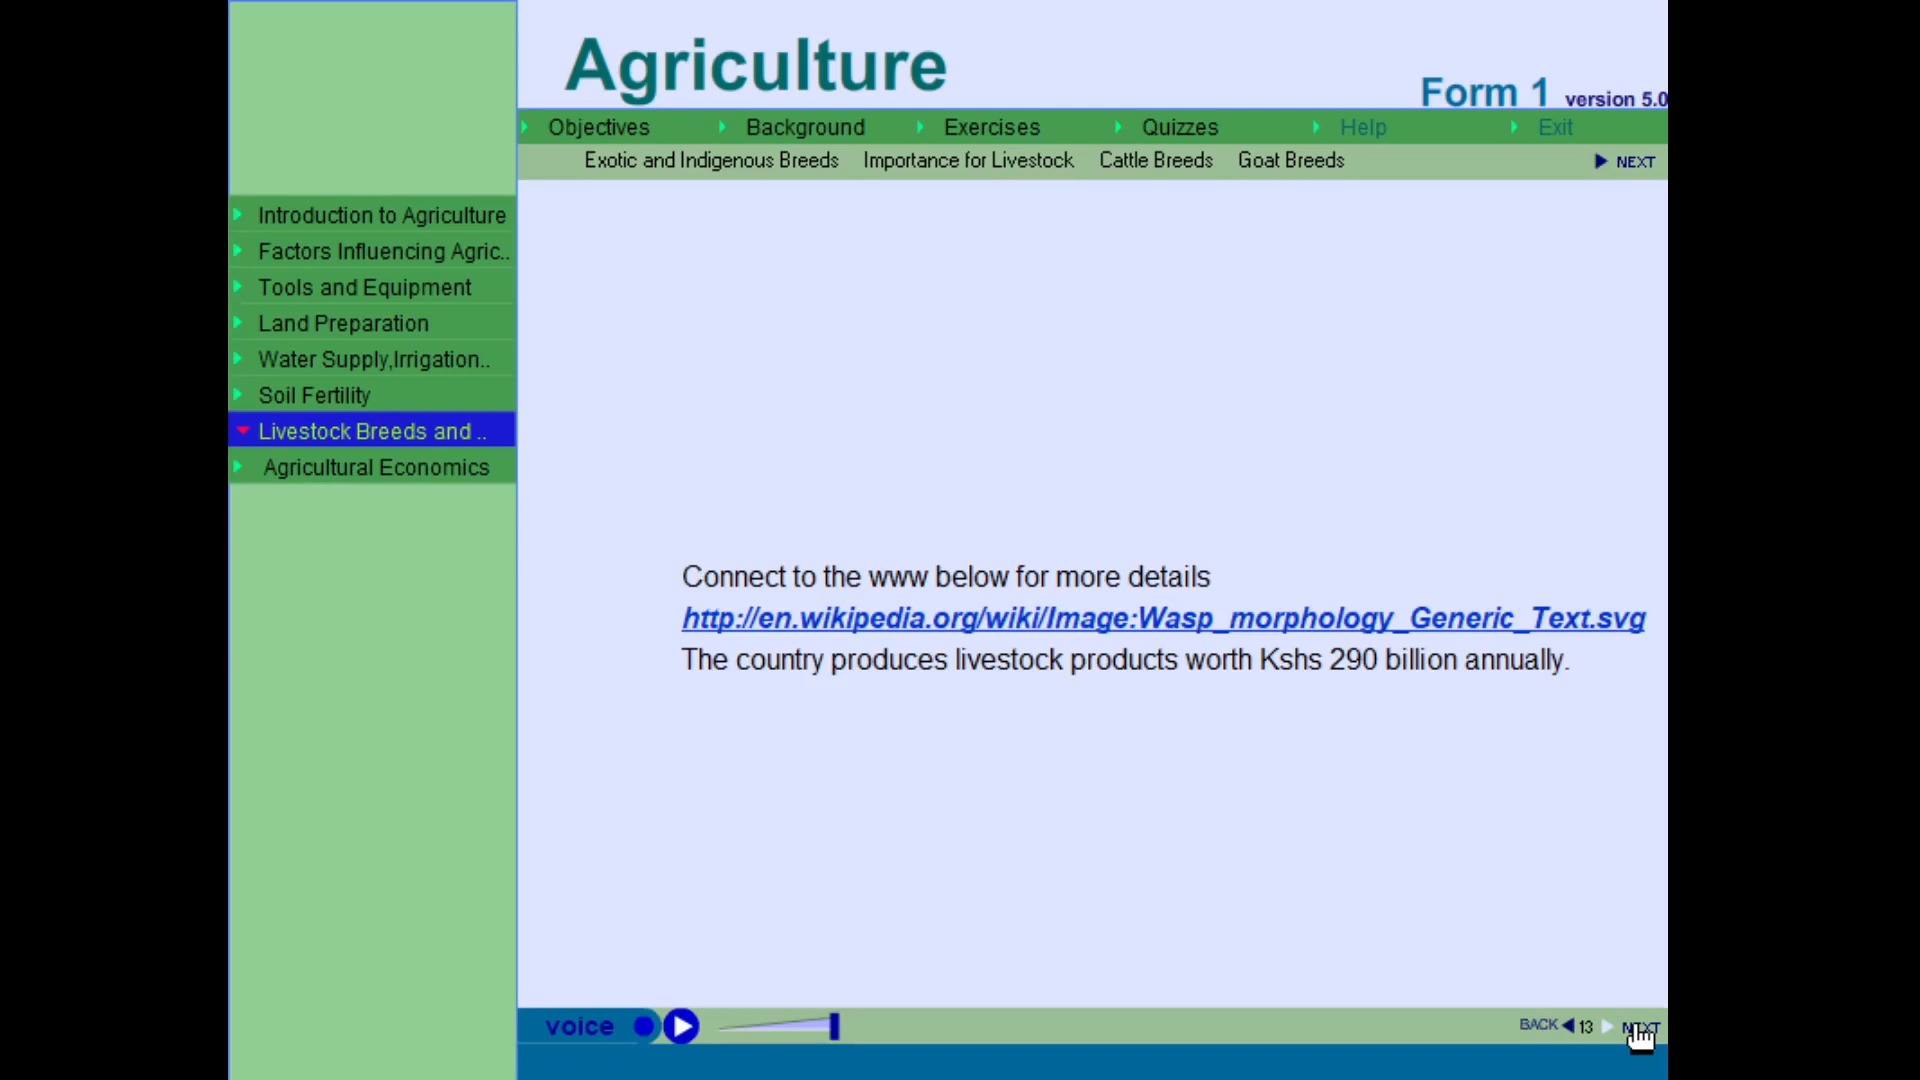 Agriculture
Form 1 version 5.0
Objectives Background Exercises Quizzes Help Exit
Exotic and Indigenous Breeds Importance for Livestock Cattle Breeds Goat Breeds NEXT
Introduction to Agriculture
Factors Influencing Agric..
Tools and Equipment
Land Preparation
Water Supply,Irrigation..
Soil Fertility
Livestock Breeds and ..
Agricultural Economics
Connect to the www below for more details
http://en.wikipedia.org/wiki/Image:Wasp_morphology_Generic_Text.svg
The country produces livestock products worth Kshs 290 billion annually.
voice BACK 13 NEXT